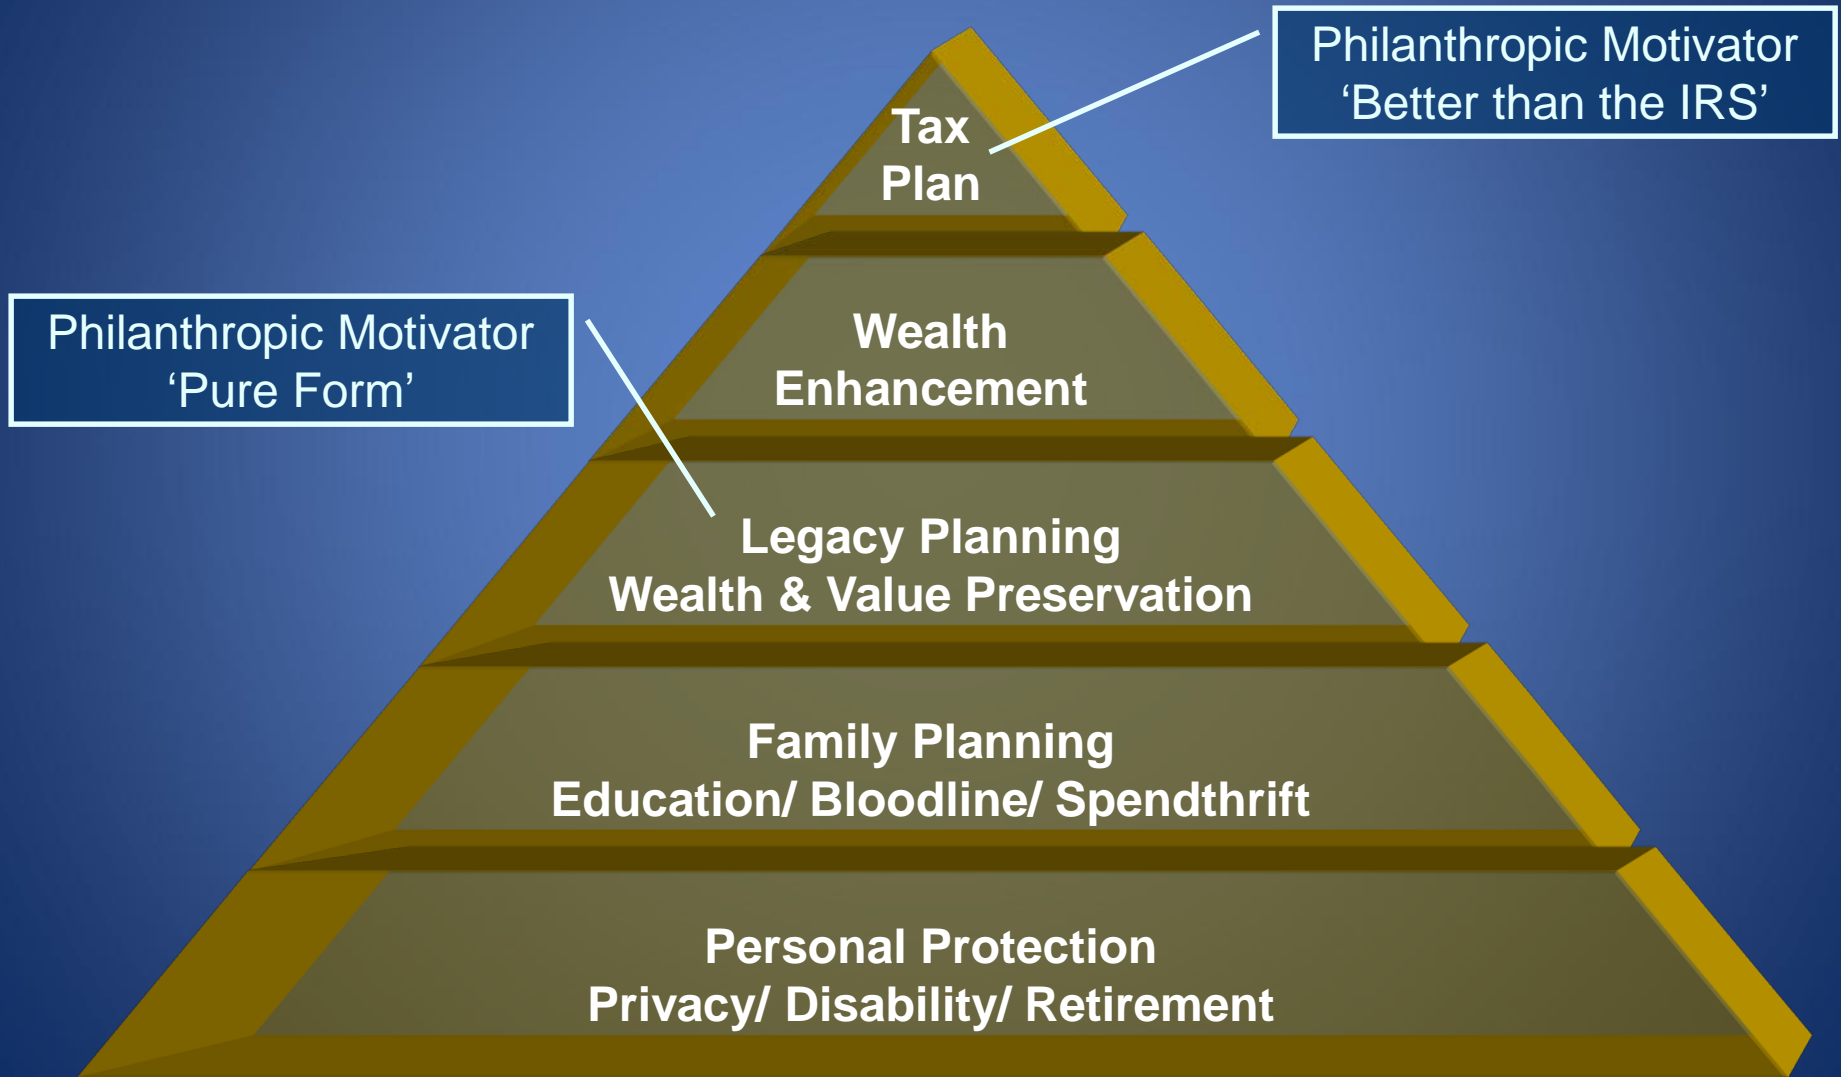 Philanthropic Motivator
‘Better than the IRS’
Tax
Plan
Philanthropic Motivator
‘Pure Form’
Wealth
Enhancement
Legacy Planning
Wealth & Value Preservation
Family Planning
Education/ Bloodline/ Spendthrift
Personal Protection
Privacy/ Disability/ Retirement